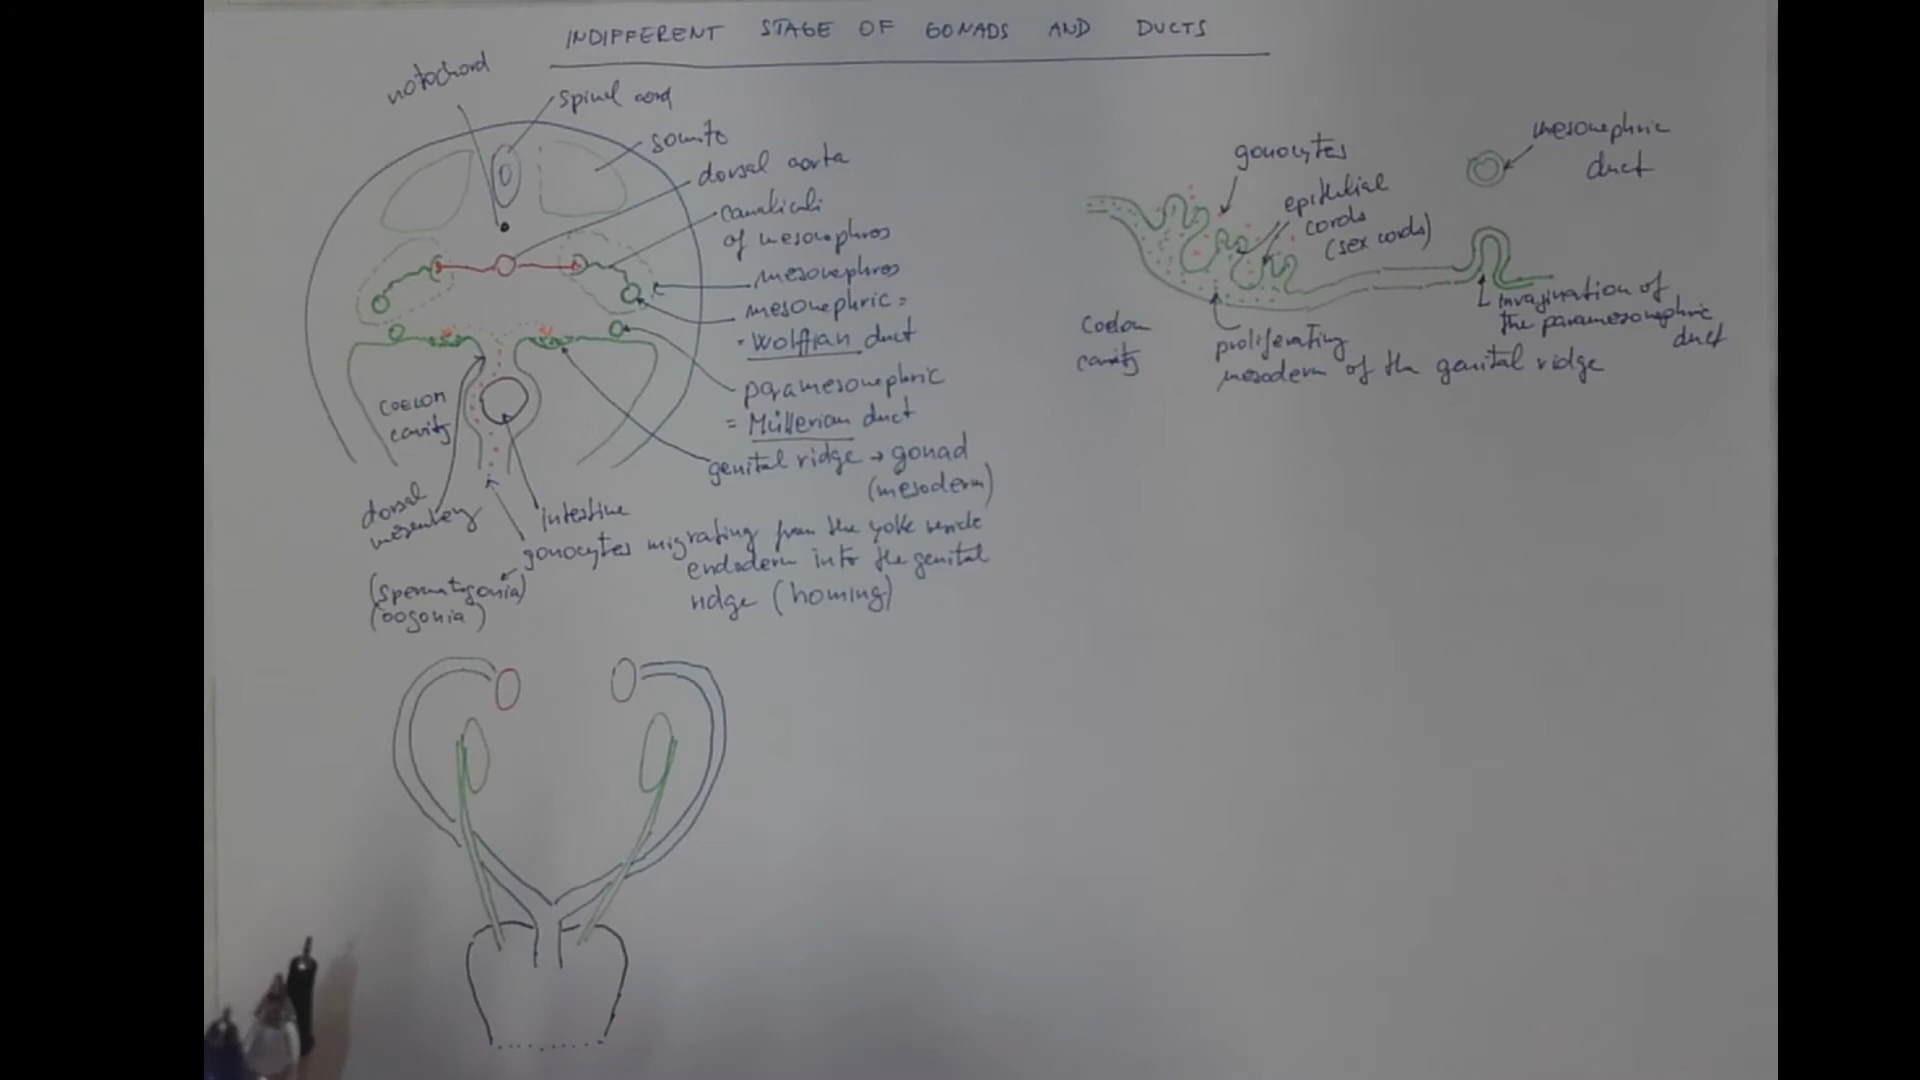 INDIFFERENT STAGE OF GONADS AND DUCTS
notochord
spinal cord
somite
dorsal aorta
canaliculi
of mesonephros
mesonephros
mesonephric =
• Wolffian duct
paramesonephric
= Müllerian duct
genital ridge → gonad
(mesoderm)
coelom
cavity
dorsal
mesentery
intestine
gonocytes migrating from the yolk vesicle
endoderm into the genital
ridge (homing)
(spermatogonia)
(oogonia)
gonocytes
epithelial
cords
(sex cords)
mesonephric
duct
coelom
cavity
proliferating
mesoderm of the genital ridge
invagination of
the paramesonephric
duct